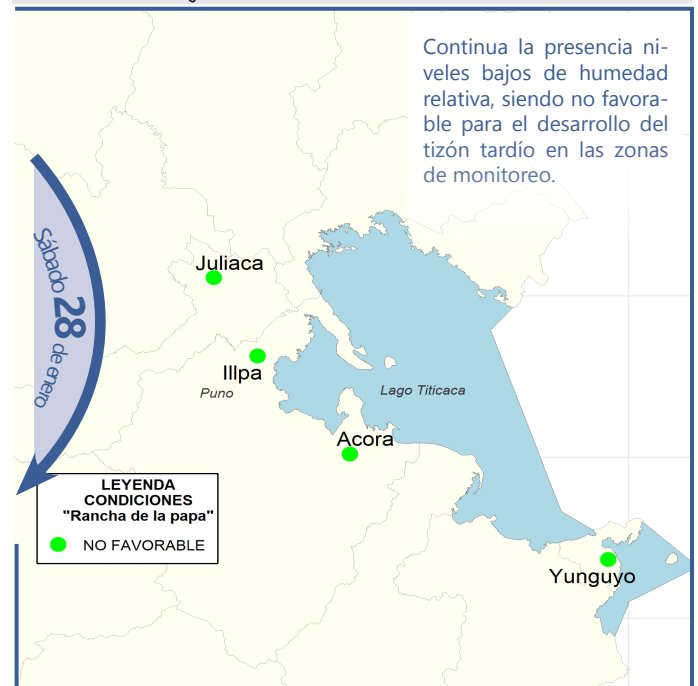 Continua la presencia ni-
veles bajos de humedad
relativa, siendo no favora-
ble para el desarrollo del
tizón tardío en las zonas
de monitoreo.
Sábado 28 de enero
Juliaca
Illpa
Puno
Lago Titicaca
Acora
LEYENDA
CONDICIONES
"Rancha de la papa"
NO FAVORABLE
Yunguyo